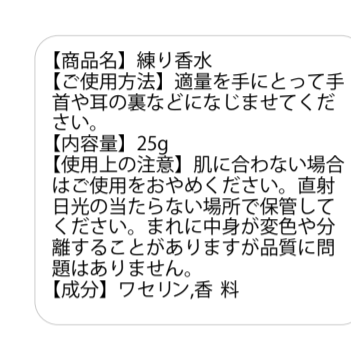 【商品名】練り香水
【ご使用方法】適量を手にとって手
首や耳の裏などになじませてくだ
さい。
【内容量】25g
【使用上の注意】肌に合わない場合
はご使用をおやめください。直射
日光の当たらない場所で保管して
ください。まれに中身が変色や分
離することがありますが品質に問
題はありません。
【成分】ワセリン,香 料